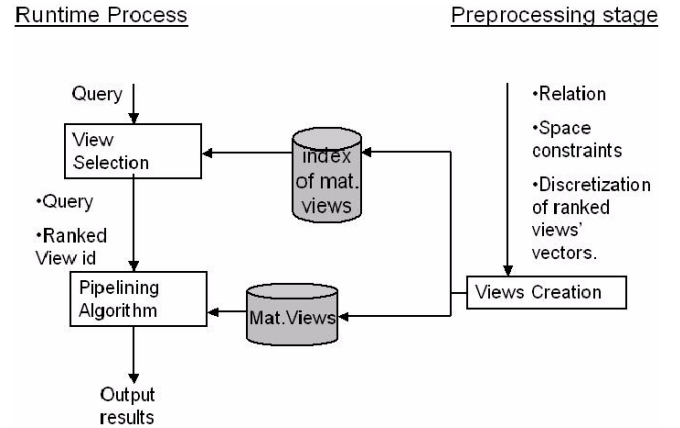 Runtime Process
Preprocessing stage
Query
View
Selection
index
of mat.
views
•Relation
•Space
constraints
•Discretization
of ranked
views'
vectors.
•Query
•Ranked
View id
Pipelining
Algorithm
Mat.Views
Views Creation
Output
results